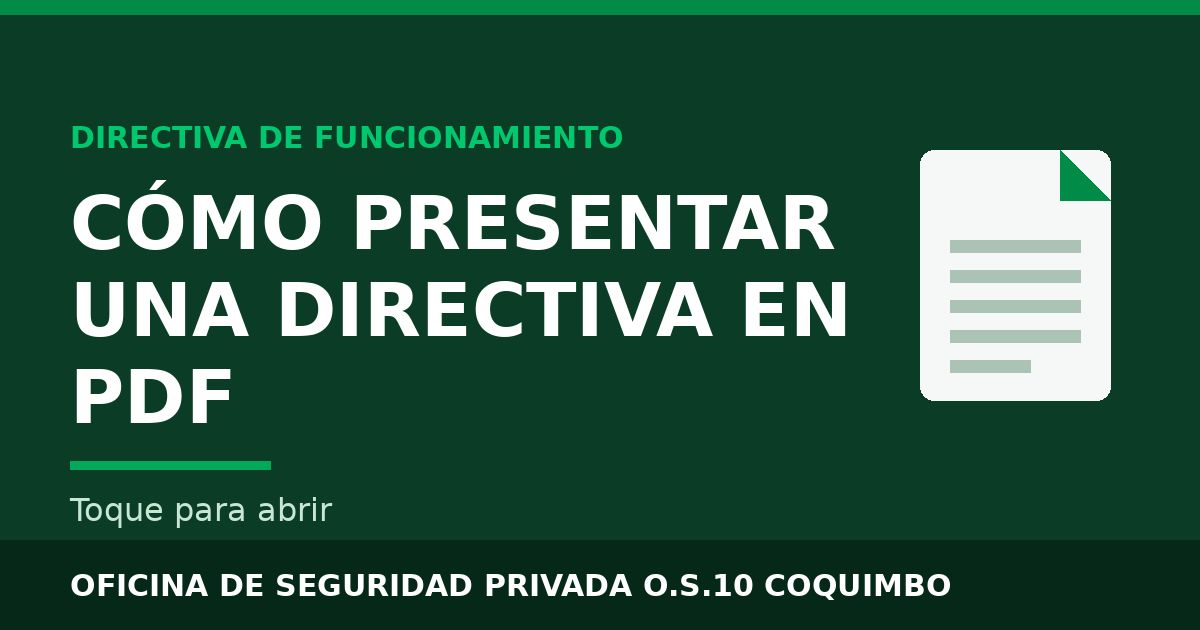 DIRECTIVA DE FUNCIONAMIENTO
CÓMO PRESENTAR
UNA DIRECTIVA EN
PDF
Toque para abrir
OFICINA DE SEGURIDAD PRIVADA O.S.10 COQUIMBO